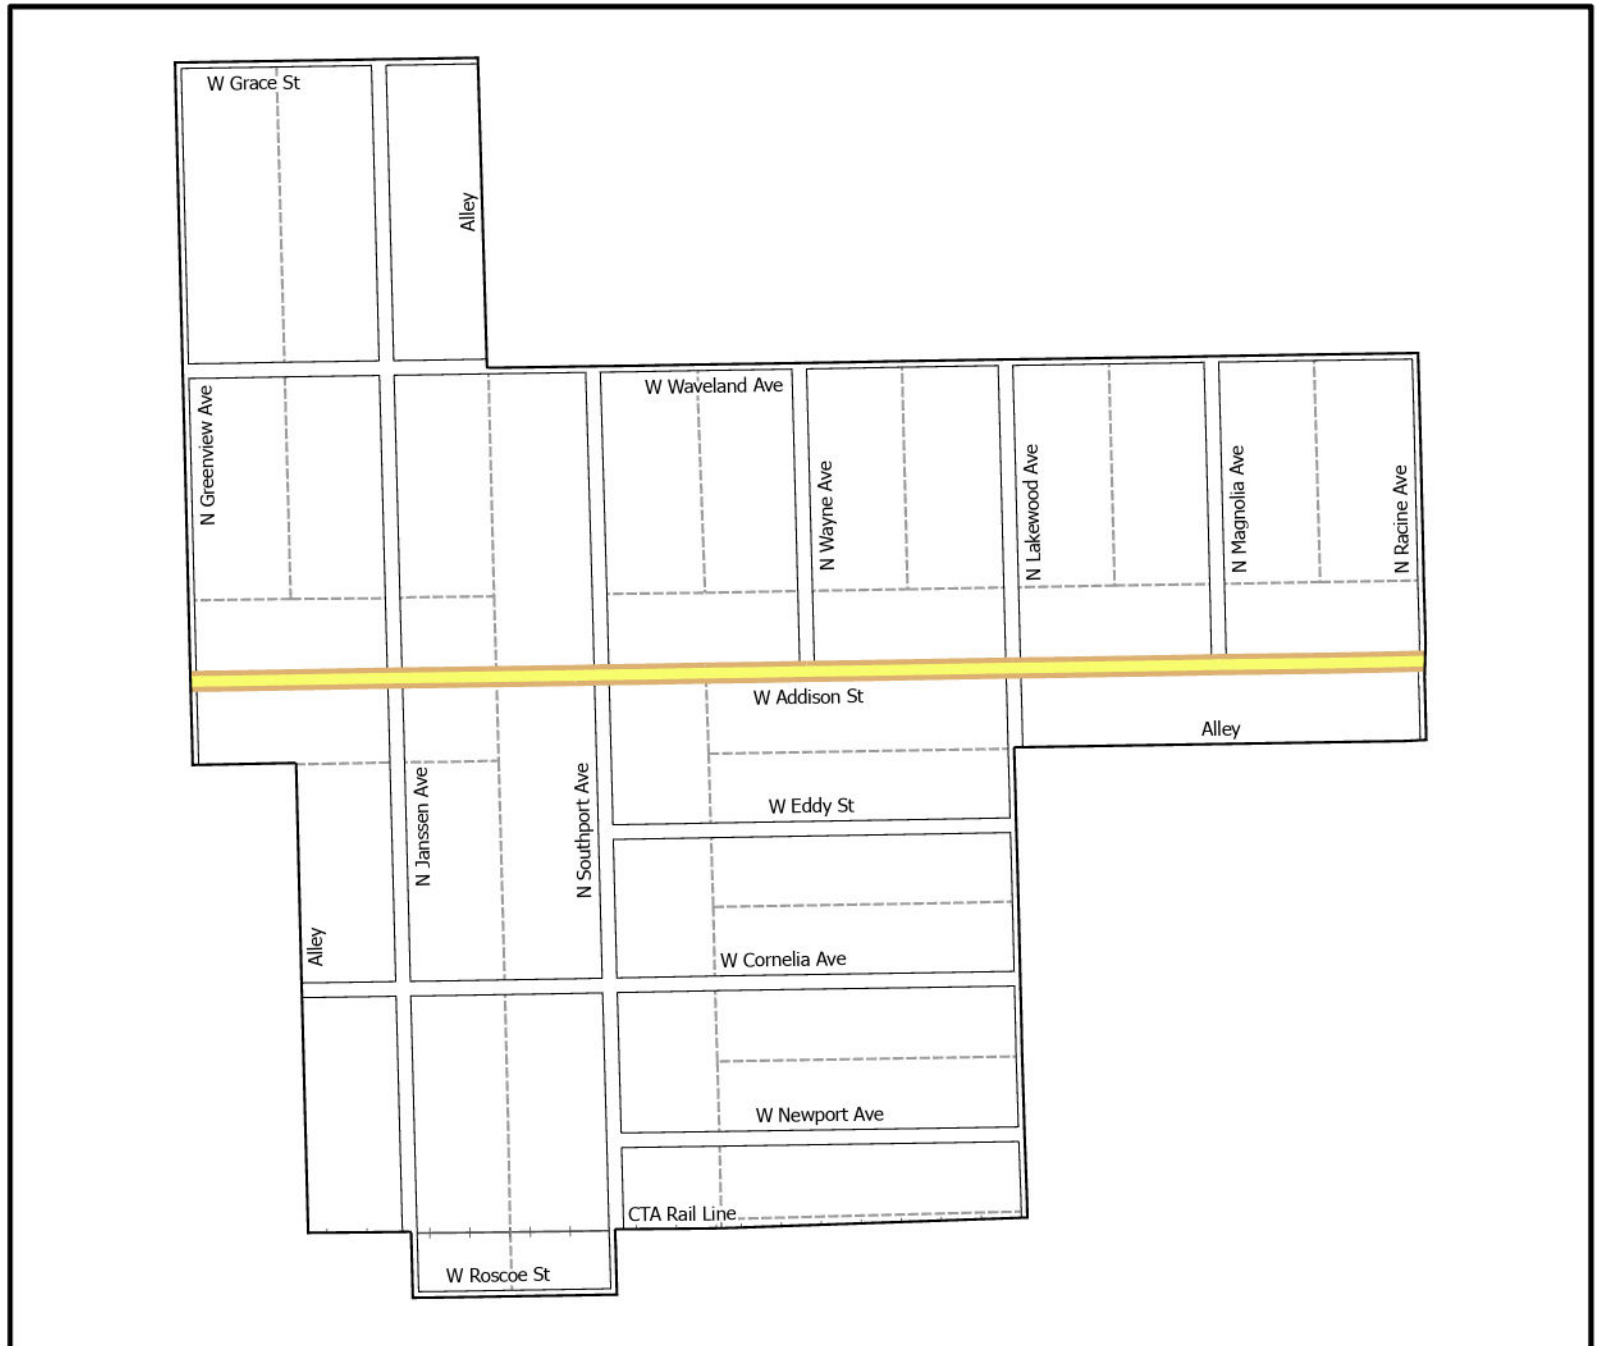 W Grace St
Alley
W Waveland Ave
N Greenview Ave
N Wayne Ave
N Lakewood Ave
N Magnolia Ave
N Racine Ave
W Addison St
Alley
N Janssen Ave
N Southport Ave
W Eddy St
Alley
W Cornelia Ave
W Newport Ave
CTA Rail Line
W Roscoe St